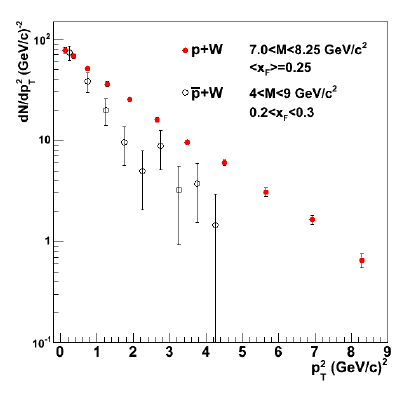 dN/dp²_T (GeV/c)⁻²
10²
10
1
10⁻¹
p+W 7.0<M<8.25 GeV/c²
<x_F>=0.25
p̅+W 4<M<9 GeV/c²
0.2<x_F<0.3
0 1 2 3 4 5 6 7 8 9
p²_T (GeV/c)²